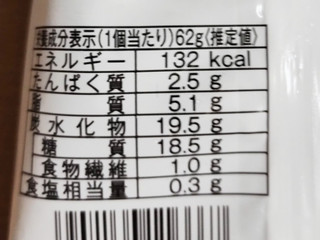 栄養成分表示(1個当たり)62g〈推定値〉
エネルギー 132 kcal
たんぱく質 2.5 g
脂質 5.1 g
炭水化物 19.5 g
糖質 18.5 g
食物繊維 1.0 g
食塩相当量 0.3 g